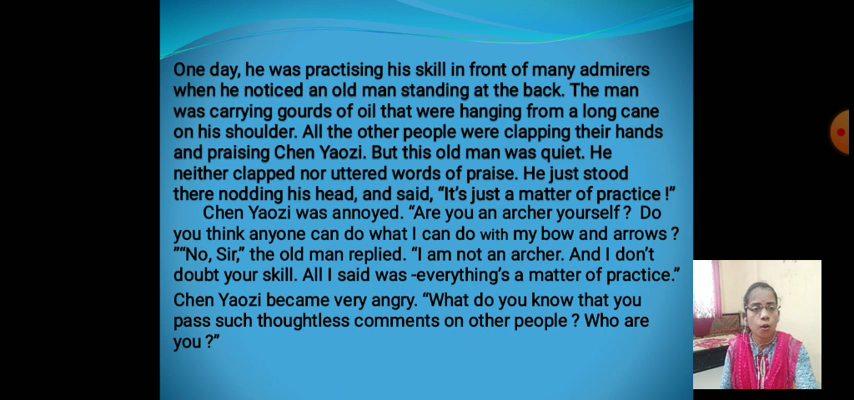 One day, he was practising his skill in front of many admirers
when he noticed an old man standing at the back. The man
was carrying gourds of oil that were hanging from a long cane
on his shoulder. All the other people were clapping their hands
and praising Chen Yaozi. But this old man was quiet. He
neither clapped nor uttered words of praise. He just stood
there nodding his head, and said, “It’s just a matter of practice !”
Chen Yaozi was annoyed. “Are you an archer yourself ? Do
you think anyone can do what I can do with my bow and arrows ?
”“No, Sir,” the old man replied. “I am not an archer. And I don’t
doubt your skill. All I said was -everything’s a matter of practice.”
Chen Yaozi became very angry. “What do you know that you
pass such thoughtless comments on other people ? Who are
you ?”